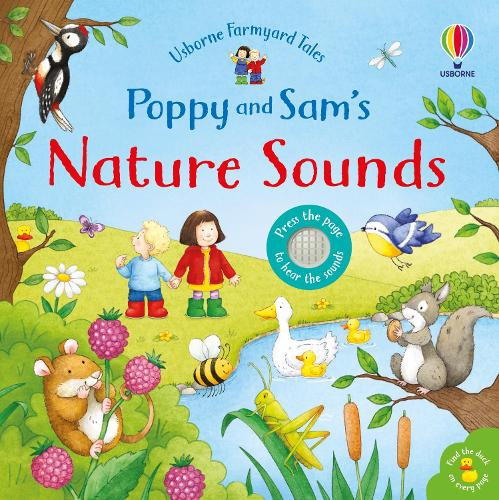 Usborne Farmyard Tales
USBORNE
Poppy and Sam's
Nature Sounds
Press the page
to hear the sounds
Find the duck
on every page